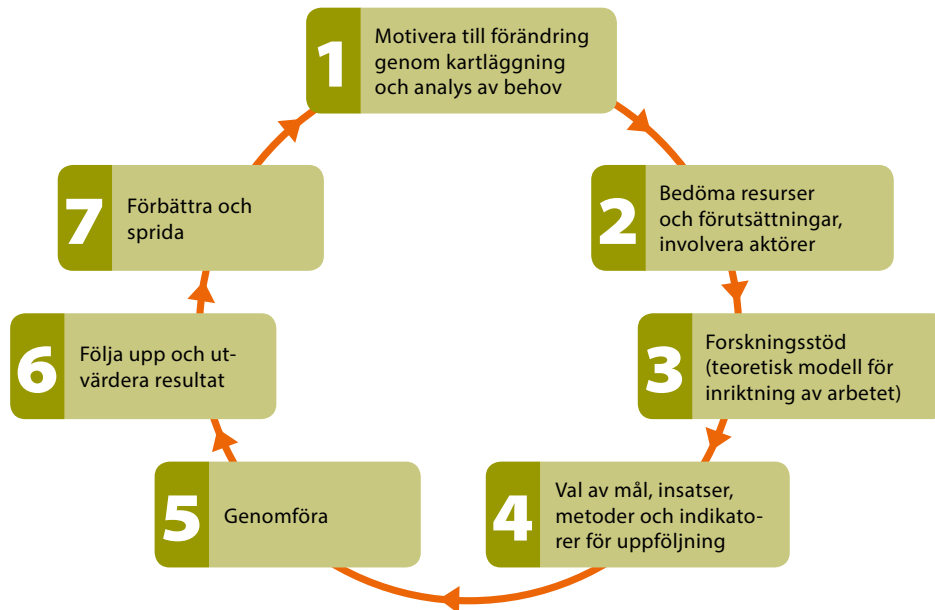 1
Motivera till förändring
genom kartläggning
och analys av behov
2
Bedöma resurser
och förutsättningar,
involvera aktörer
3
Forskningsstöd
(teoretisk modell för
inriktning av arbetet)
4
Val av mål, insatser,
metoder och indikato-
rer för uppföljning
5
Genomföra
6
Följa upp och ut-
värdera resultat
7
Förbättra och
sprida